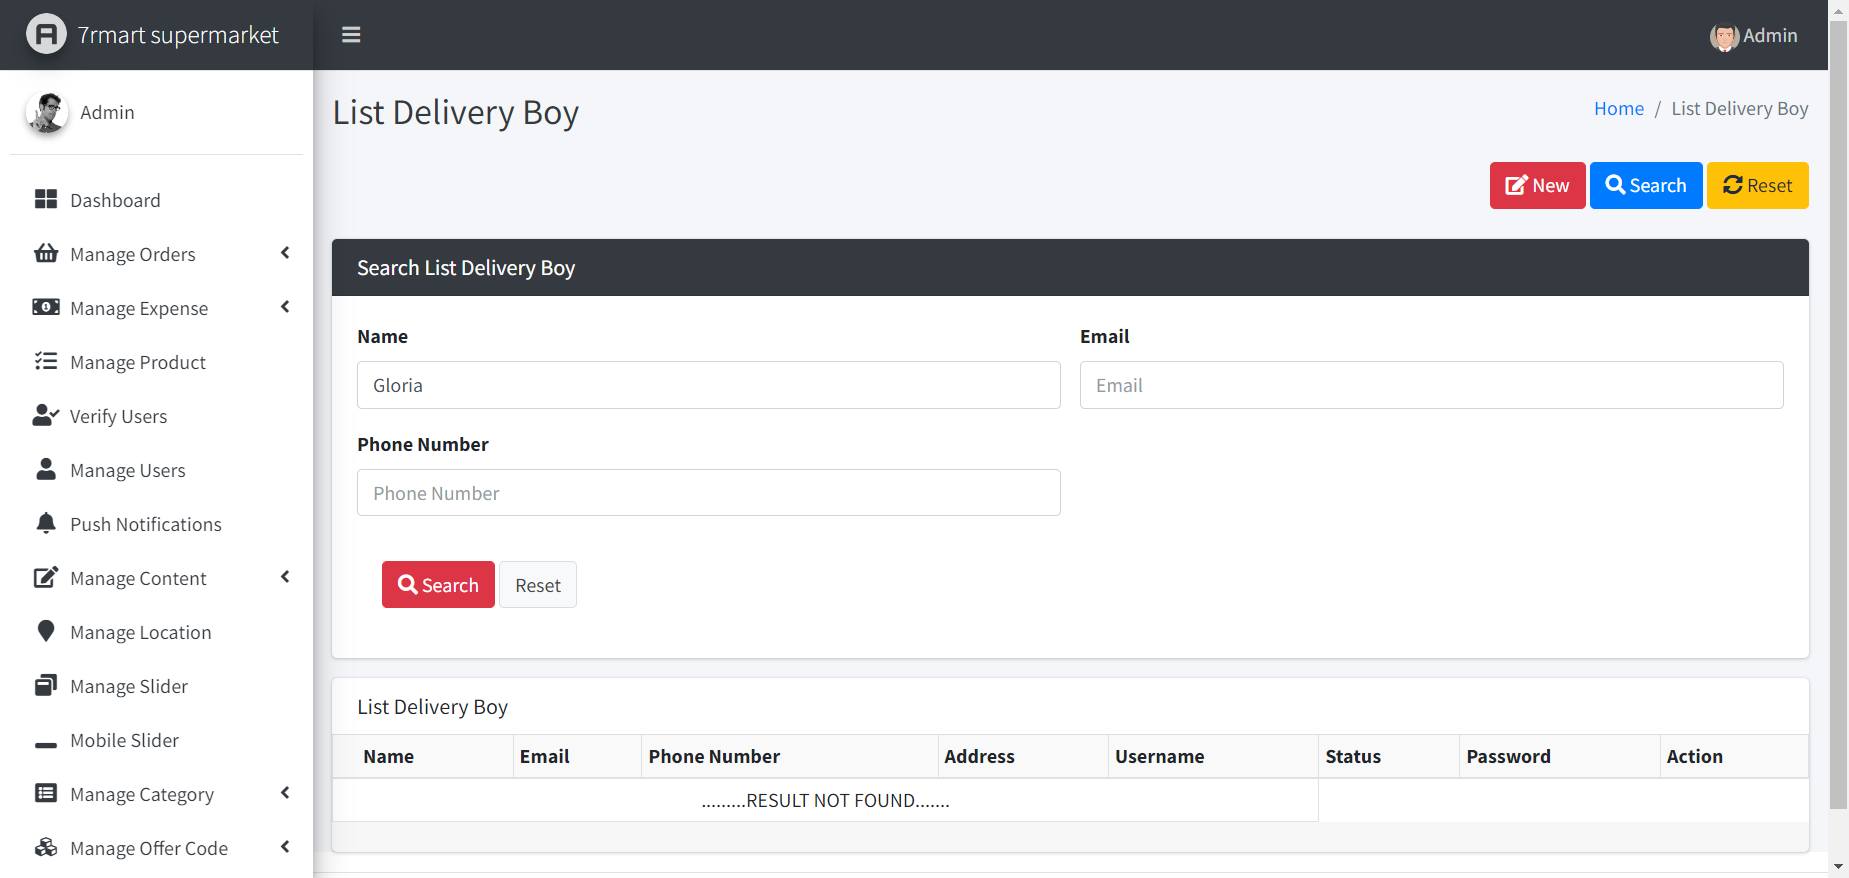 7rmart supermarket
Admin
Admin
Dashboard
Manage Orders
Manage Expense
Manage Product
Verify Users
Manage Users
Push Notifications
Manage Content
Manage Location
Manage Slider
Mobile Slider
Manage Category
Manage Offer Code
List Delivery Boy
Home / List Delivery Boy
New Search Reset
Search List Delivery Boy
Name Email
Gloria Email
Phone Number
Phone Number
Search Reset
List Delivery Boy
Name Email Phone Number Address Username Status Password Action
.........RESULT NOT FOUND.......